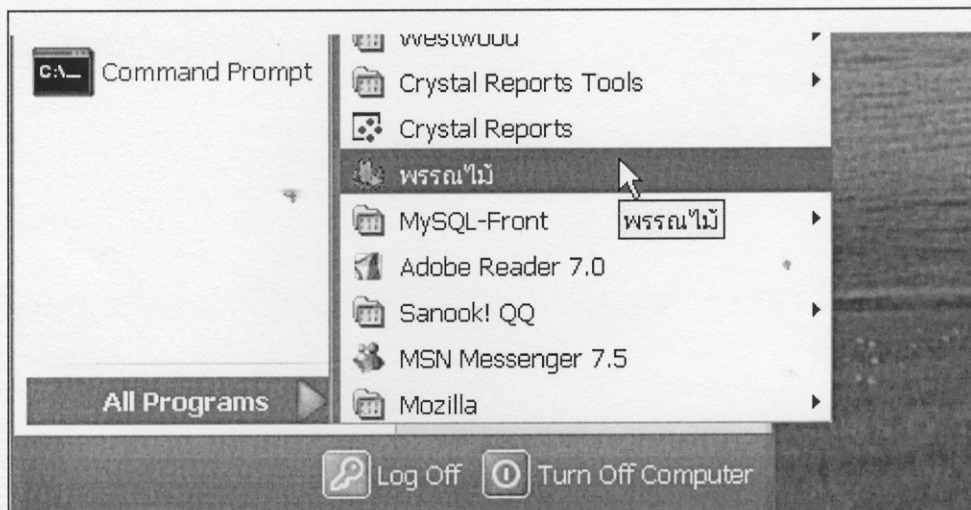 C:\_
Command Prompt
Westwood
Crystal Reports Tools
Crystal Reports
พรรณไม้
พรรณไม้
MySQL-Front
Adobe Reader 7.0
Sanook! QQ
MSN Messenger 7.5
Mozilla
All Programs
Log Off
Turn Off Computer